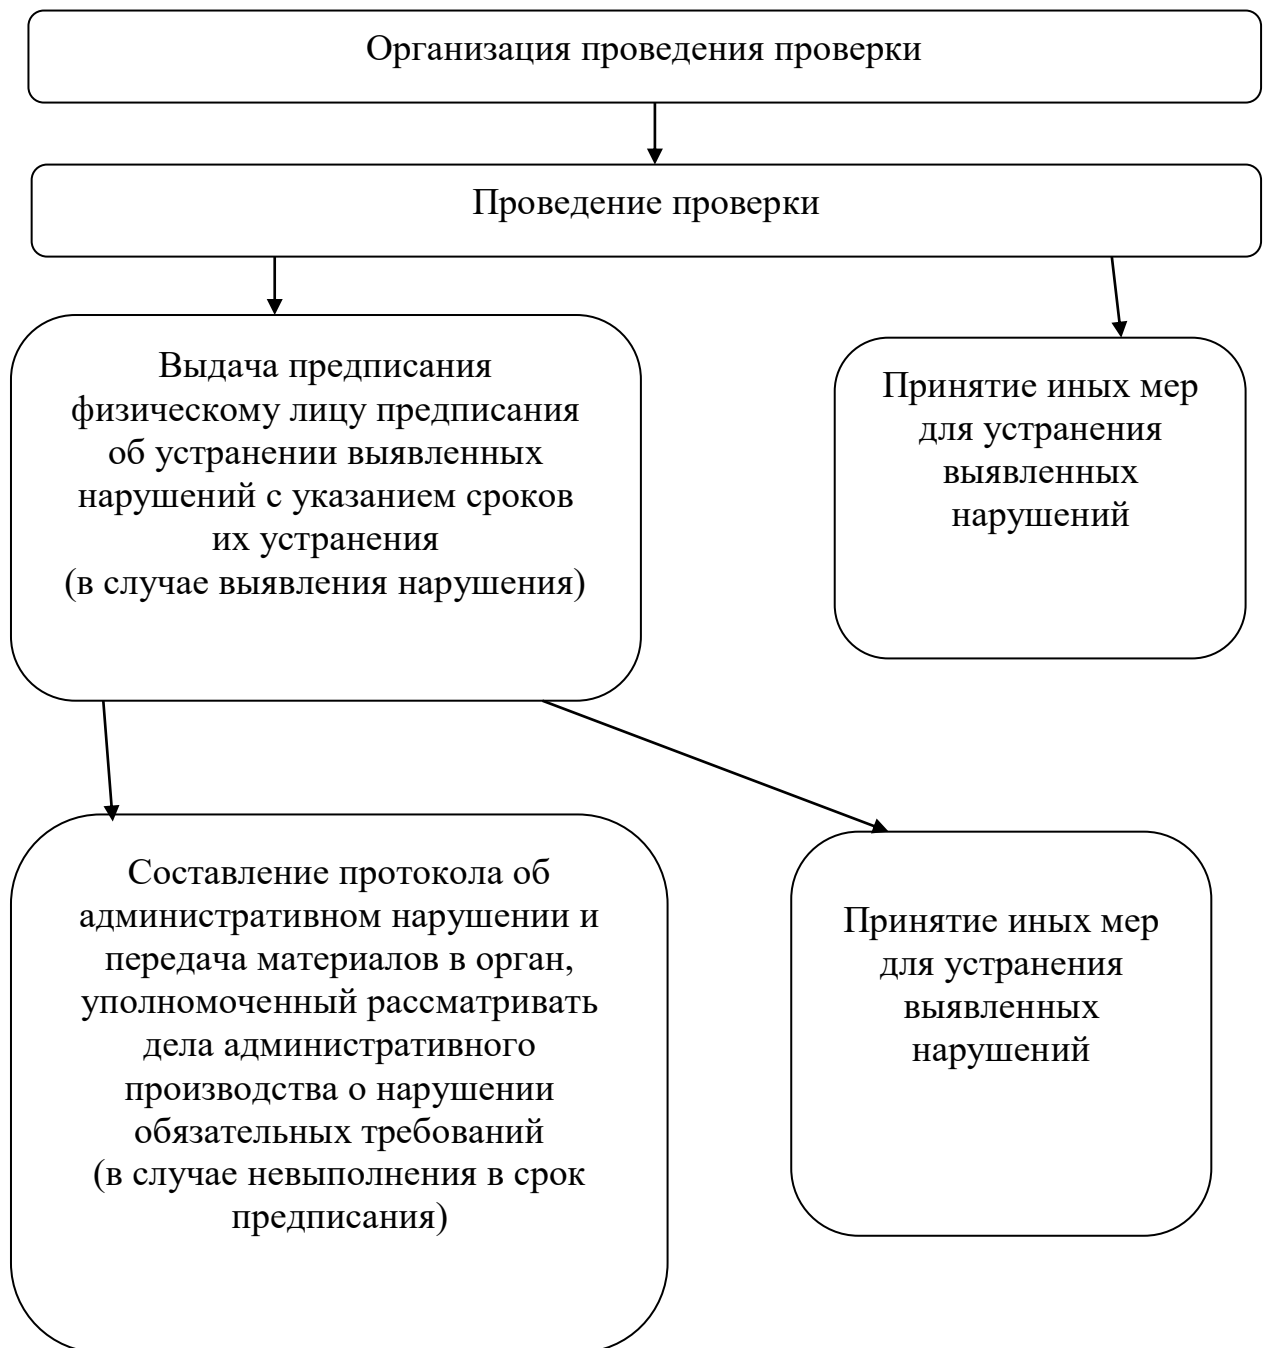 Организация проведения проверки
Проведение проверки
Выдача предписания
физическому лицу предписания
об устранении выявленных
нарушений с указанием сроков
их устранения
(в случае выявления нарушения)
Принятие иных мер
для устранения
выявленных
нарушений
Составление протокола об
административном нарушении и
передача материалов в орган,
уполномоченный рассматривать
дела административного
производства о нарушении
обязательных требований
(в случае невыполнения в срок
предписания)
Принятие иных мер
для устранения
выявленных
нарушений